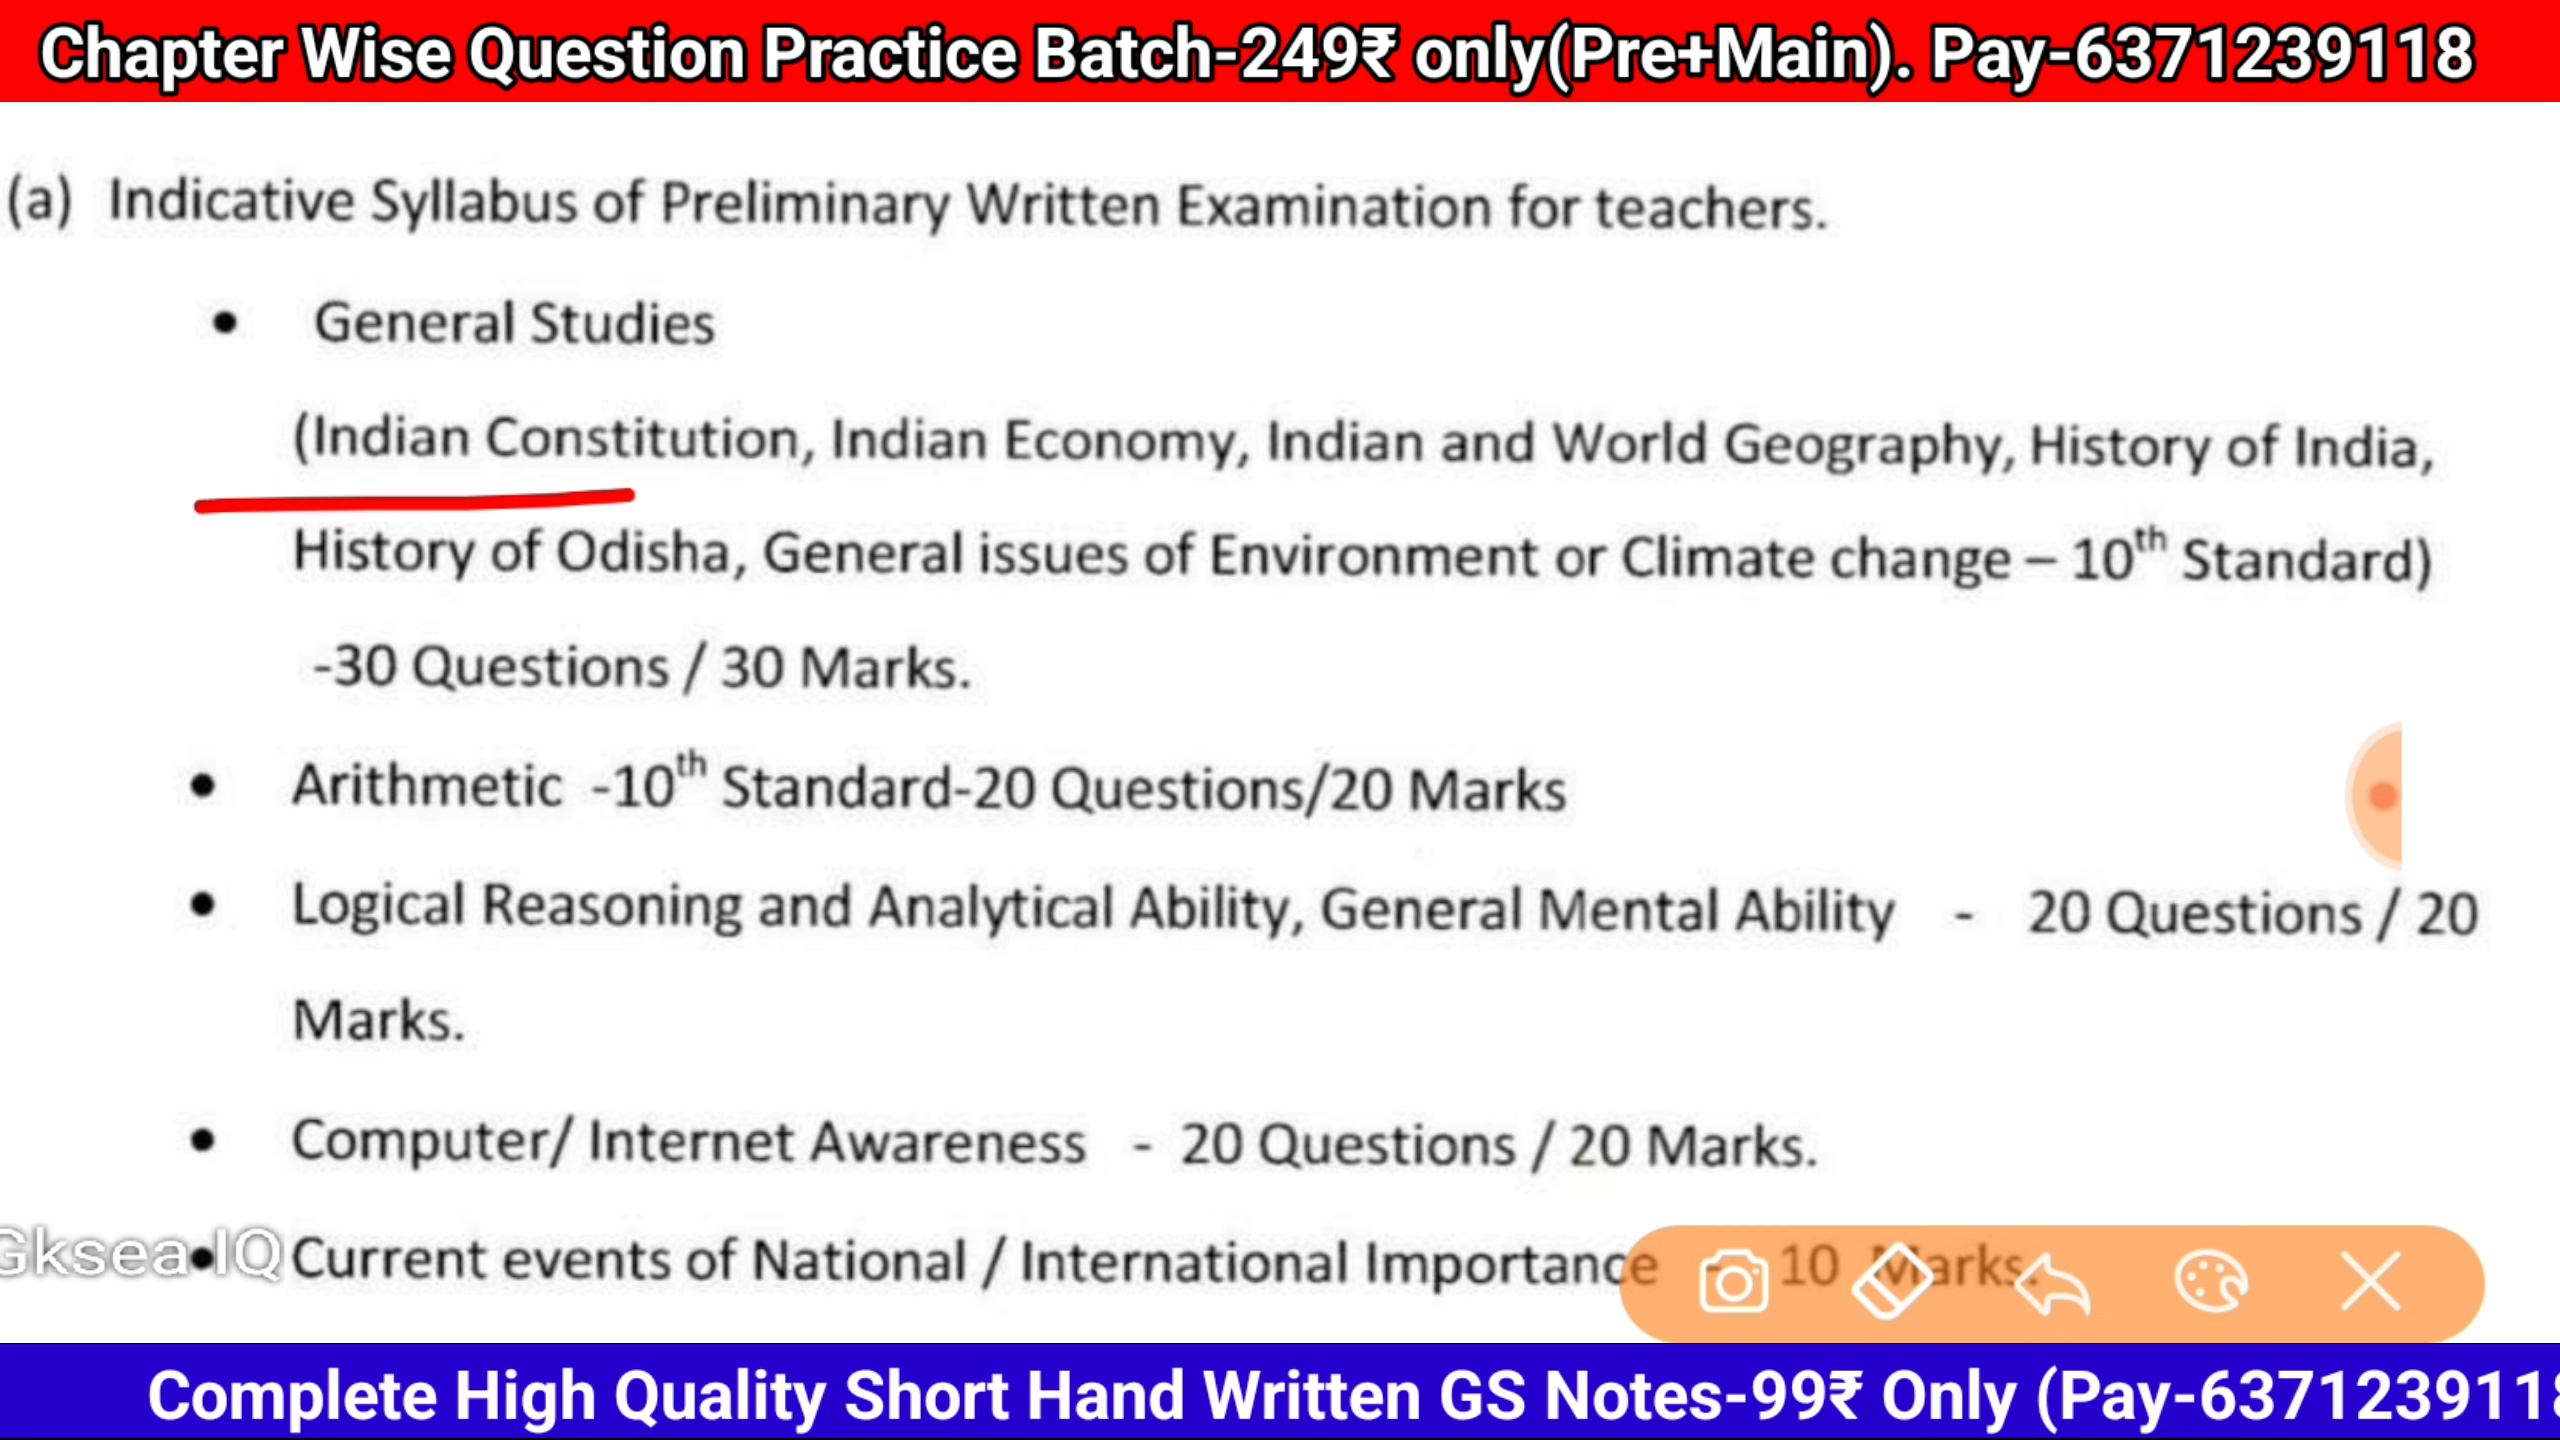 Chapter Wise Question Practice Batch-249₹ only(Pre+Main). Pay-6371239118
(a) Indicative Syllabus of Preliminary Written Examination for teachers.
• General Studies
(Indian Constitution, Indian Economy, Indian and World Geography, History of India,
History of Odisha, General issues of Environment or Climate change – 10th Standard)
-30 Questions / 30 Marks.
• Arithmetic -10th Standard-20 Questions/20 Marks
• Logical Reasoning and Analytical Ability, General Mental Ability - 20 Questions / 20
Marks.
• Computer/ Internet Awareness - 20 Questions / 20 Marks.
Gksea IQ
• Current events of National / International Importance - 10 Marks.
Complete High Quality Short Hand Written GS Notes-99₹ Only (Pay-6371239118